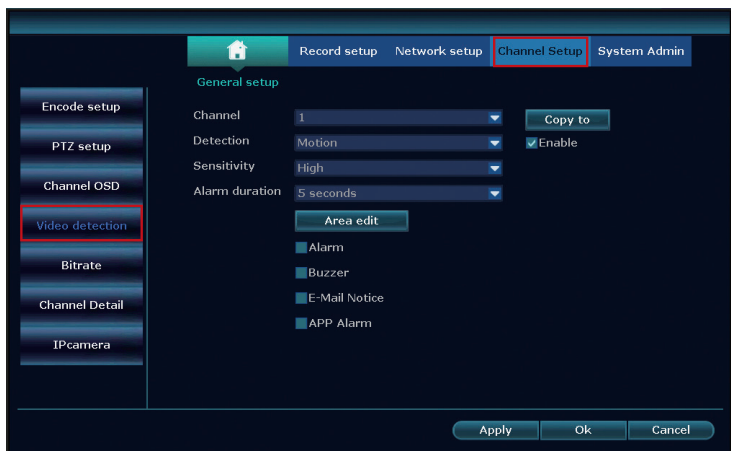 Record setup Network setup Channel Setup System Admin
General setup
Encode setup
PTZ setup
Channel OSD
Video detection
Bitrate
Channel Detail
IPcamera
Channel 1 Copy to
Detection Motion Enable
Sensitivity High
Alarm duration 5 seconds
Area edit
Alarm
Buzzer
E-Mail Notice
APP Alarm
Apply Ok Cancel